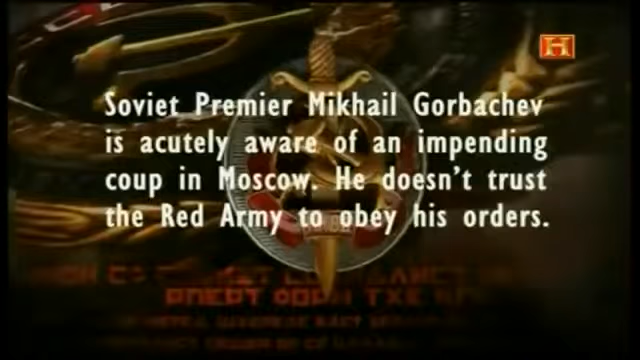 H
Soviet Premier Mikhail Gorbachev
is acutely aware of an impending
coup in Moscow. He doesn't trust
the Red Army to obey his orders.